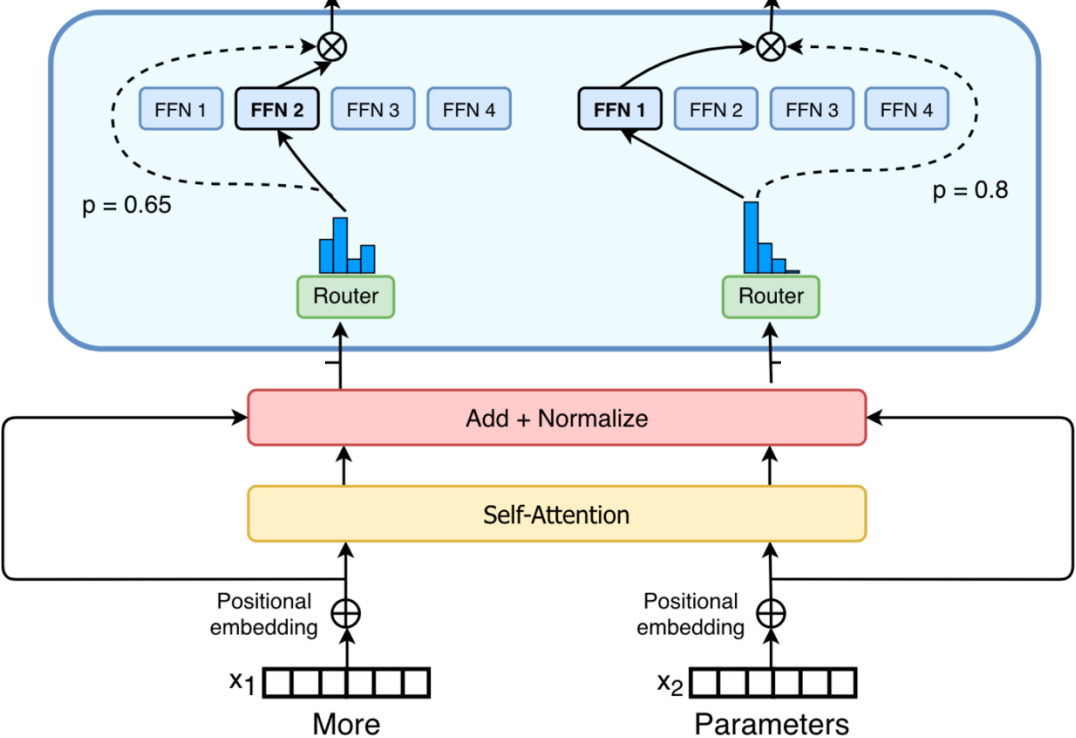 FFN 1 FFN 2 FFN 3 FFN 4 FFN 1 FFN 2 FFN 3 FFN 4
p = 0.65 p = 0.8
Router Router
Add + Normalize
Self-Attention
Positional
embedding
Positional
embedding
x1 x2
More Parameters